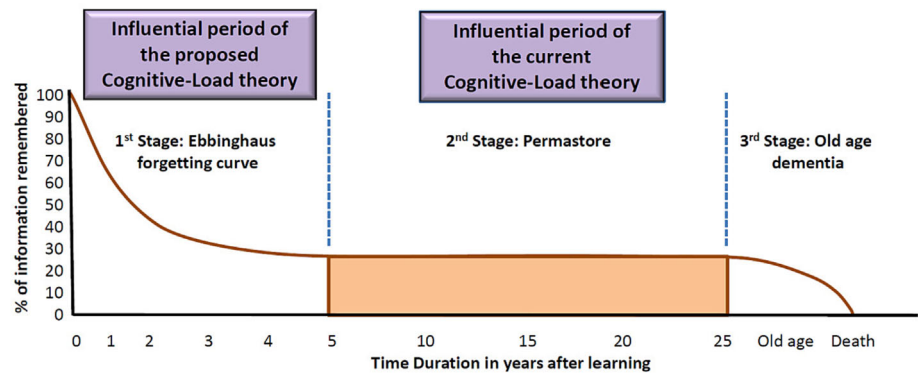 Influential period of
the proposed
Cognitive-Load theory
Influential period of
the current
Cognitive-Load theory
% of information remembered
100
90
80
70
60
50
40
30
20
10
0
1st Stage: Ebbinghaus
forgetting curve
2nd Stage: Permastore
3rd Stage: Old age
dementia
0 1 2 3 4 5 10 15 20 25 Old age Death
Time Duration in years after learning